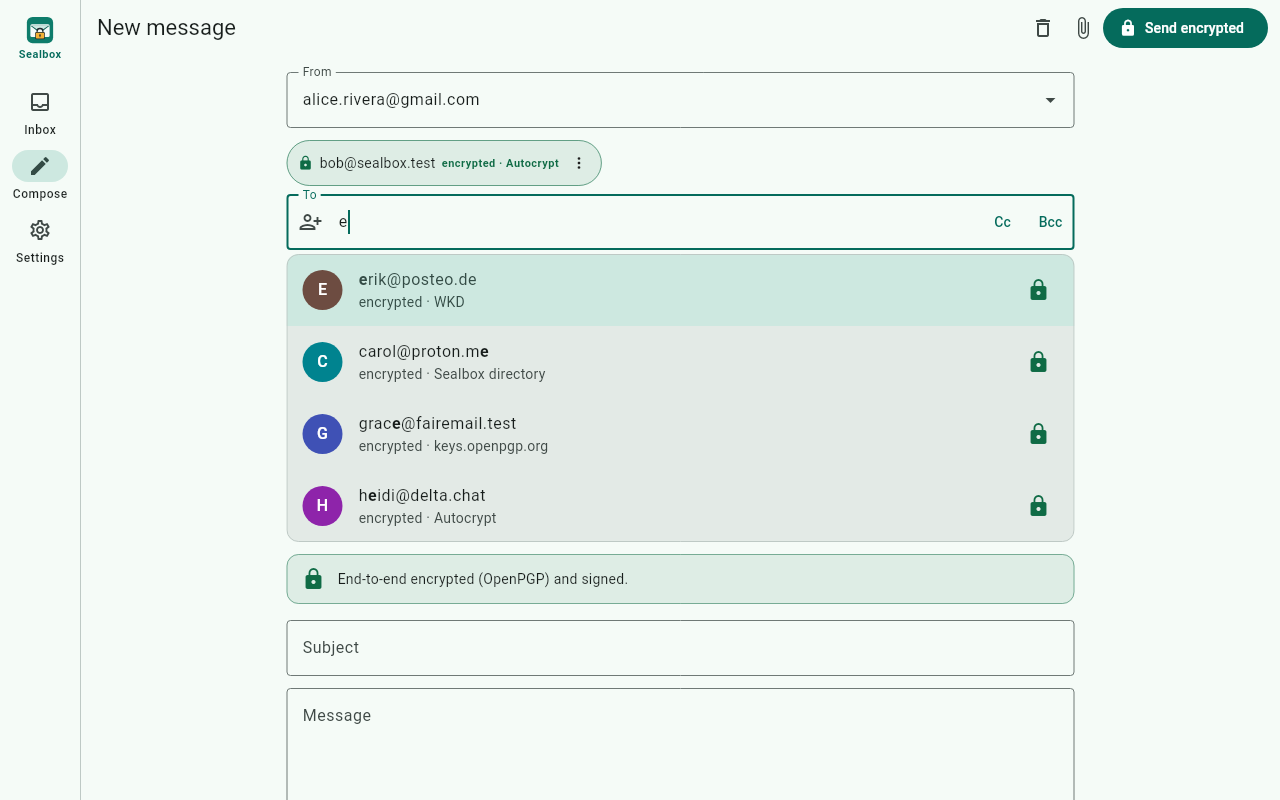 New message
Send encrypted
Sealbox
Inbox
Compose
Settings
From
alice.rivera@gmail.com
bob@sealbox.test encrypted · Autocrypt
To
e
Cc Bcc
E
erik@posteo.de
encrypted · WKD
C
carol@proton.me
encrypted · Sealbox directory
G
grace@fairemail.test
encrypted · keys.openpgp.org
H
heidi@delta.chat
encrypted · Autocrypt
End-to-end encrypted (OpenPGP) and signed.
Subject
Message